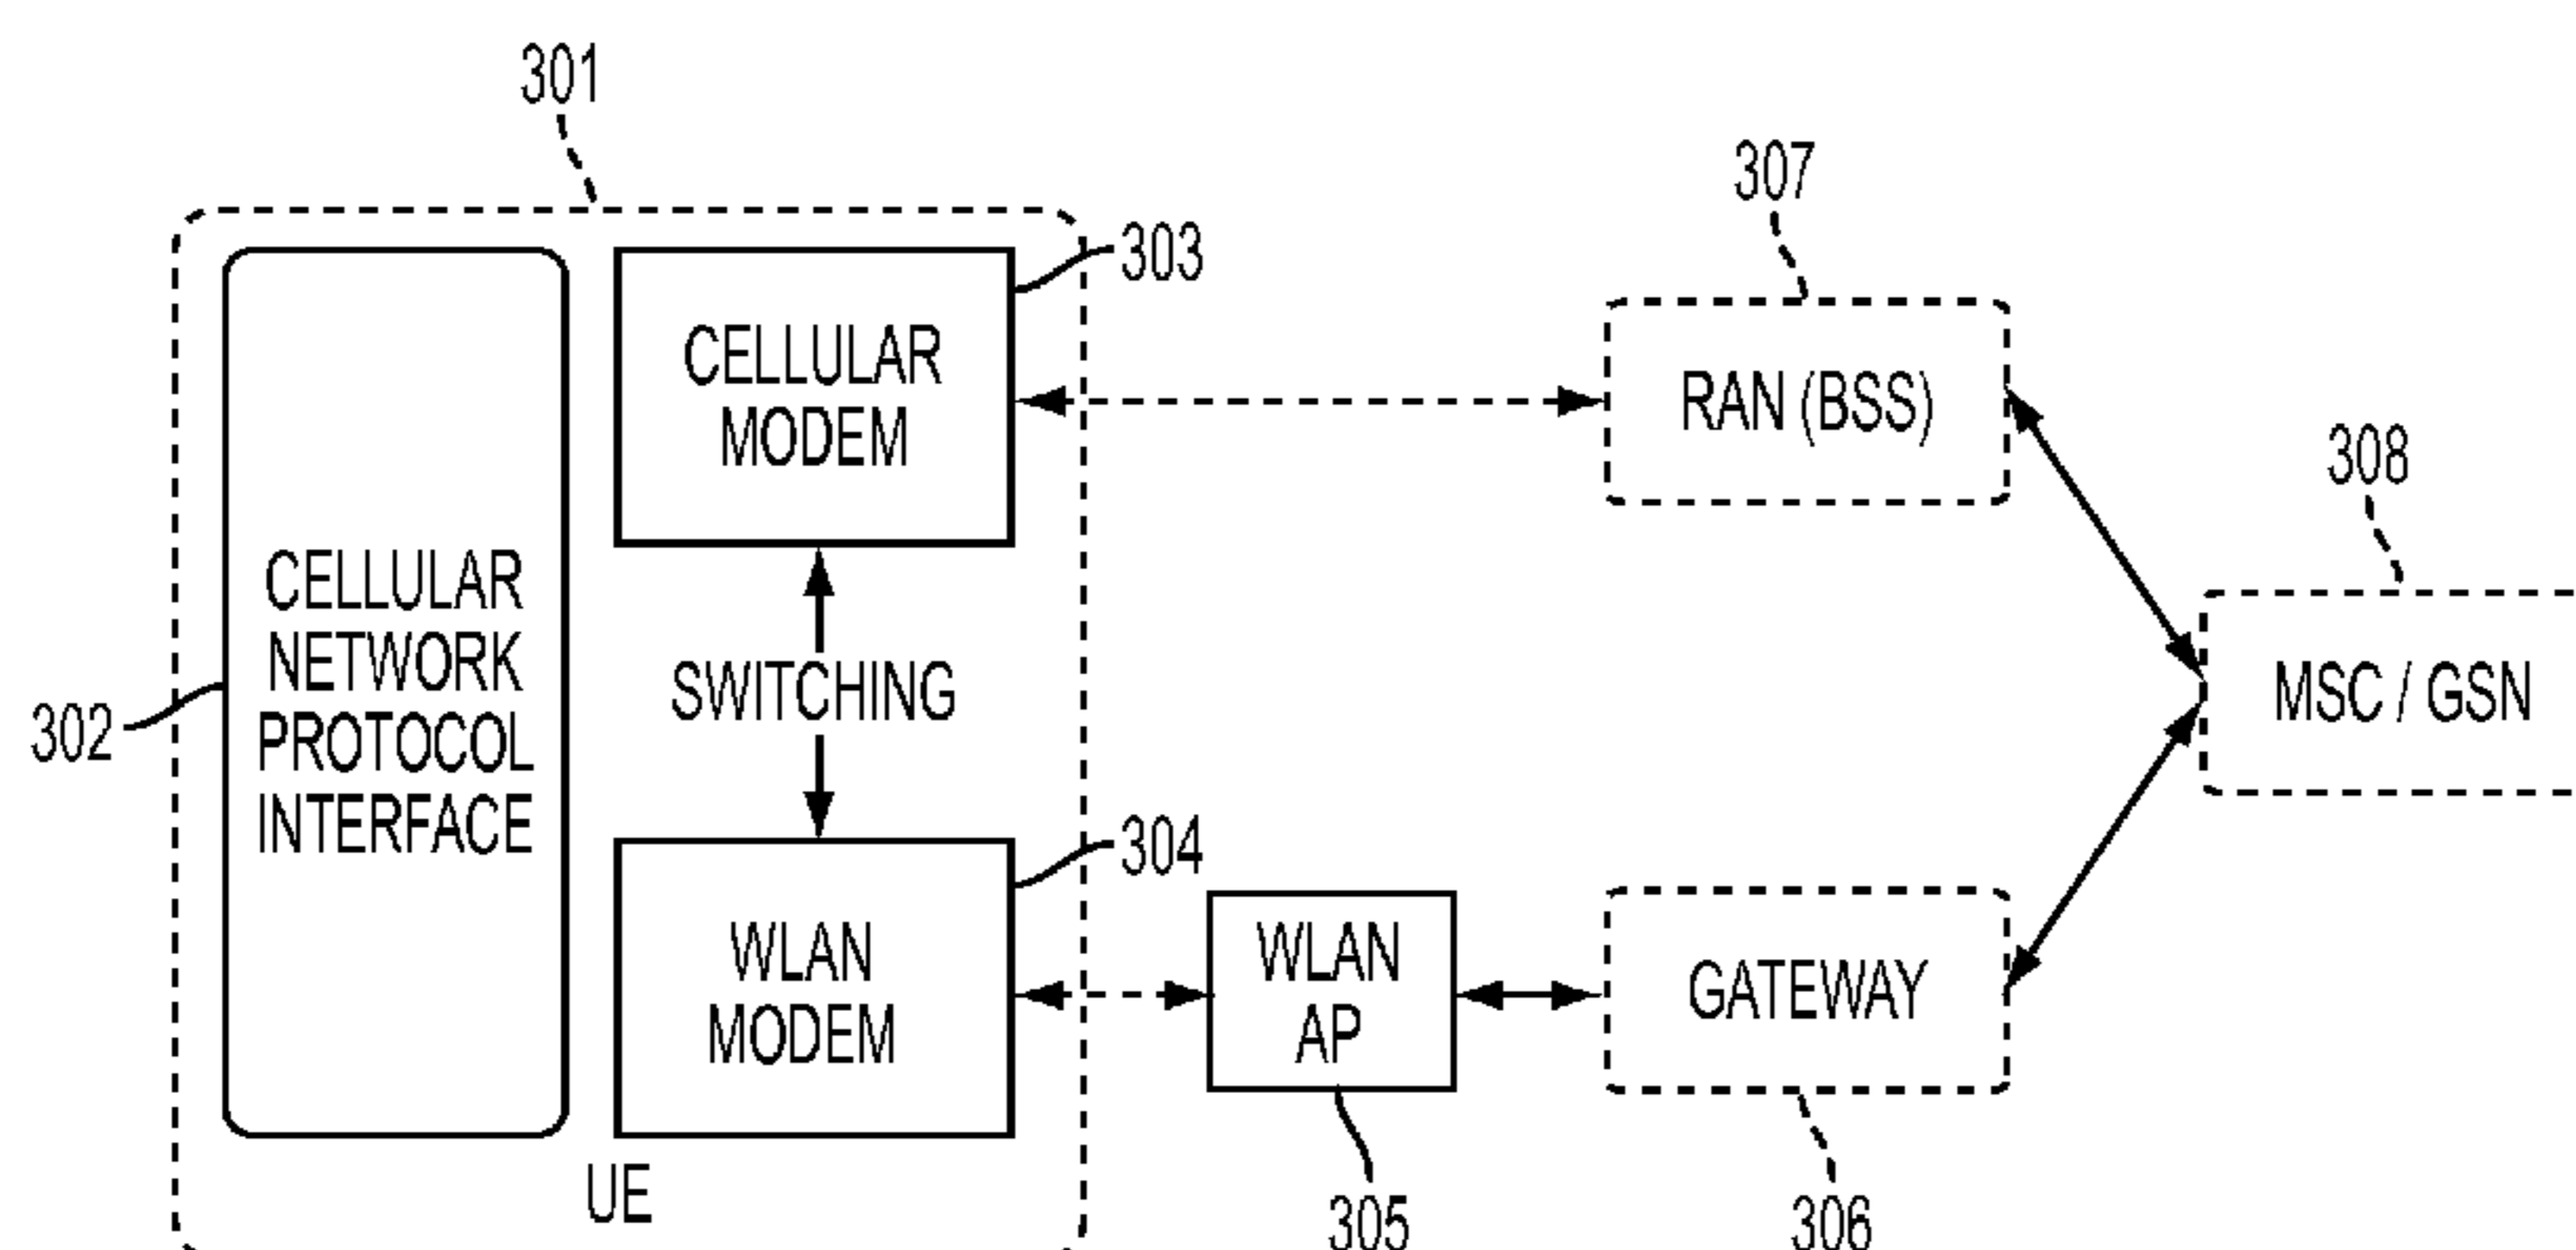 301
307
303
CELLULAR
MODEM
RAN (BSS)
308
CELLULAR
NETWORK
PROTOCOL
INTERFACE
302
SWITCHING
MSC / GSN
304
WLAN
MODEM
WLAN
AP
GATEWAY
UE
305
306